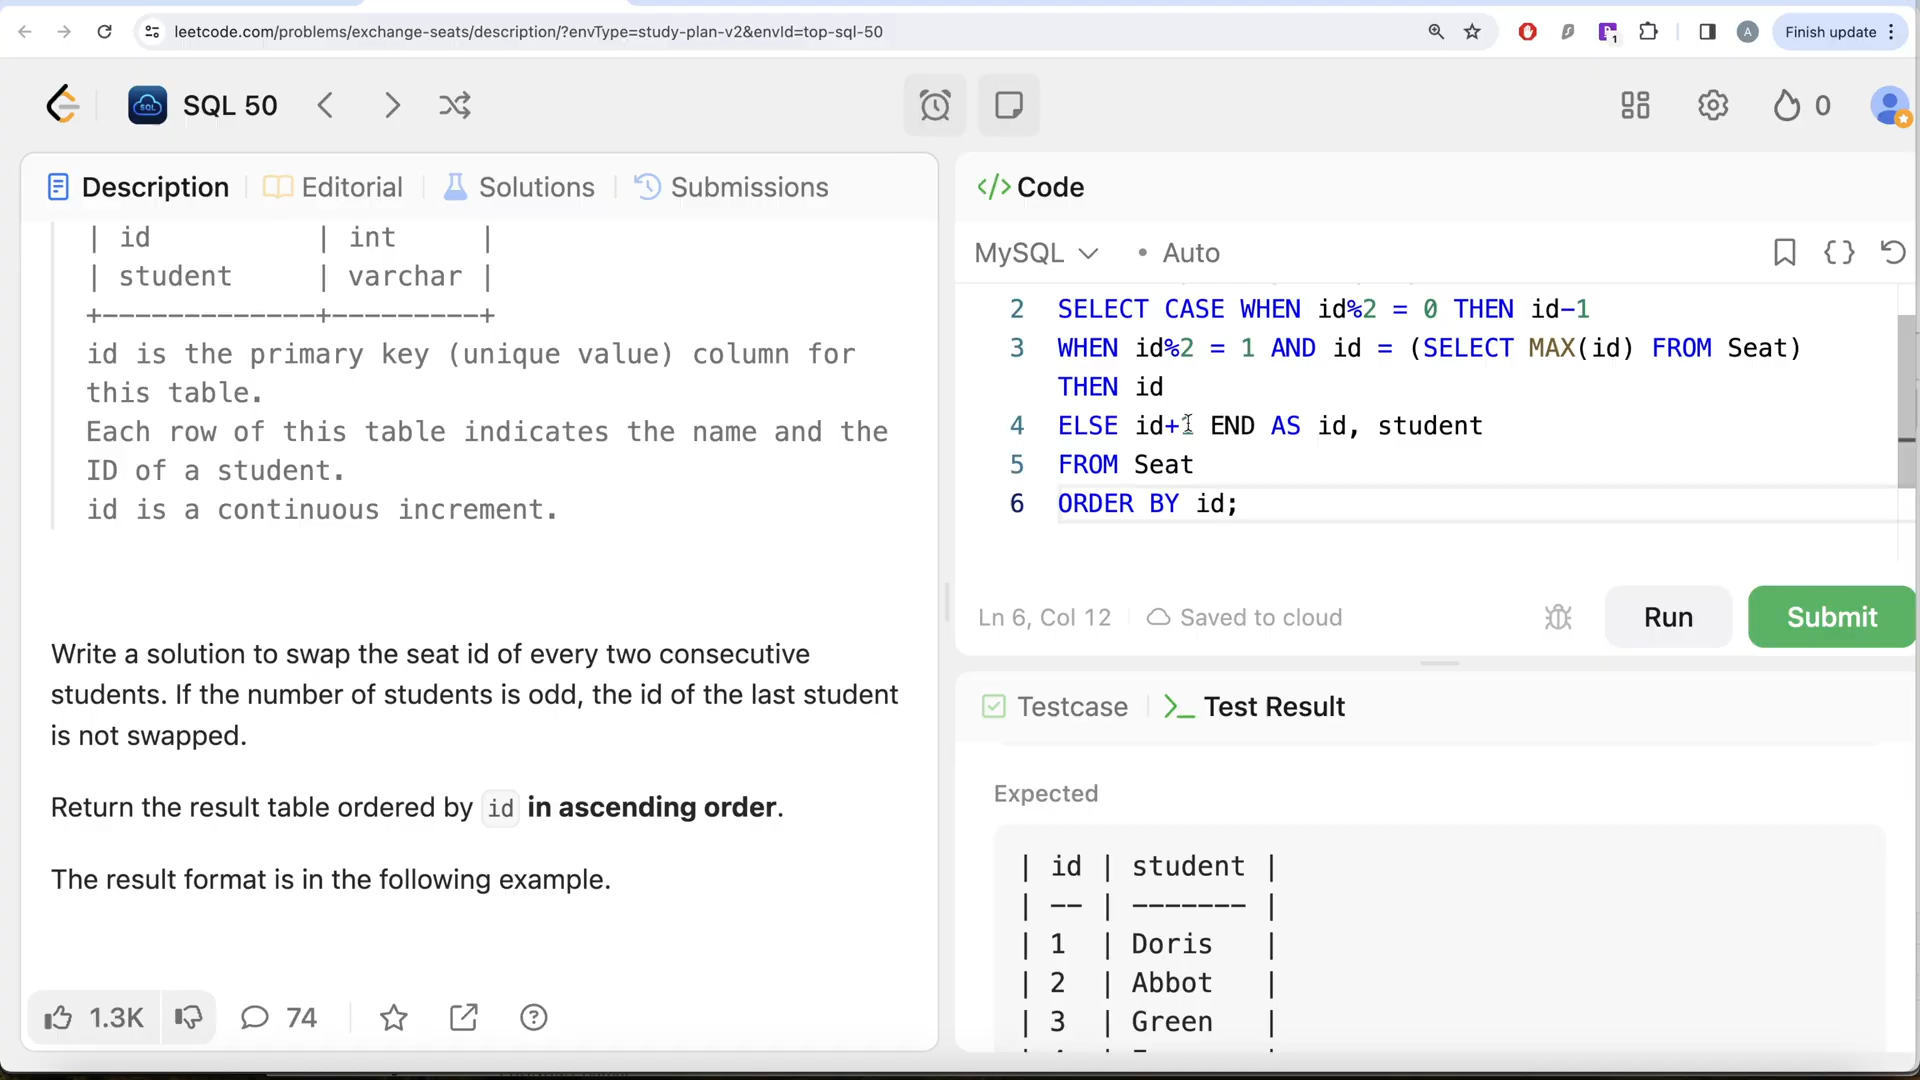 leetcode.com/problems/exchange-seats/description/?envType=study-plan-v2&envId=top-sql-50
1
A
Finish update
SQL
SQL 50
0
Description
Editorial
Solutions
Submissions
| id | int |
| student | varchar |
+-------------+---------+
id is the primary key (unique value) column for
this table.
Each row of this table indicates the name and the
ID of a student.
id is a continuous increment.
Write a solution to swap the seat id of every two consecutive
students. If the number of students is odd, the id of the last student
is not swapped.
Return the result table ordered by id in ascending order.
The result format is in the following example.
1.3K
74
</> Code
MySQL
• Auto
{}
2 SELECT CASE WHEN id%2 = 0 THEN id-1
3 WHEN id%2 = 1 AND id = (SELECT MAX(id) FROM Seat)
THEN id
4 ELSE id+1 END AS id, student
5 FROM Seat
6 ORDER BY id;
Ln 6, Col 12
Saved to cloud
Run
Submit
Testcase
>_ Test Result
Expected
| id | student |
| -- | ------- |
| 1 | Doris |
| 2 | Abbot |
| 3 | Green |